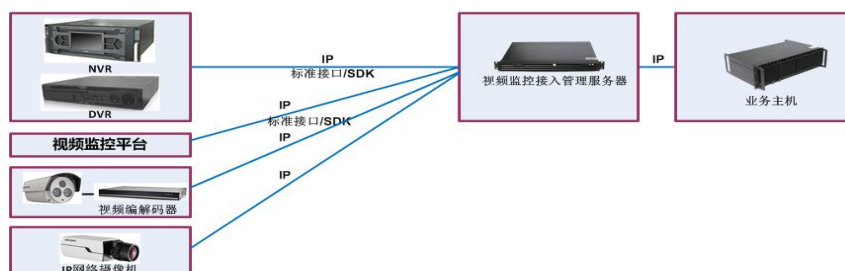 NVR
DVR
IP
标准接口/SDK
视频监控接入管理服务器
IP
业务主机
IP
标准接口/SDK
视频监控平台
IP
视频编解码器
IP
IP网络摄像机